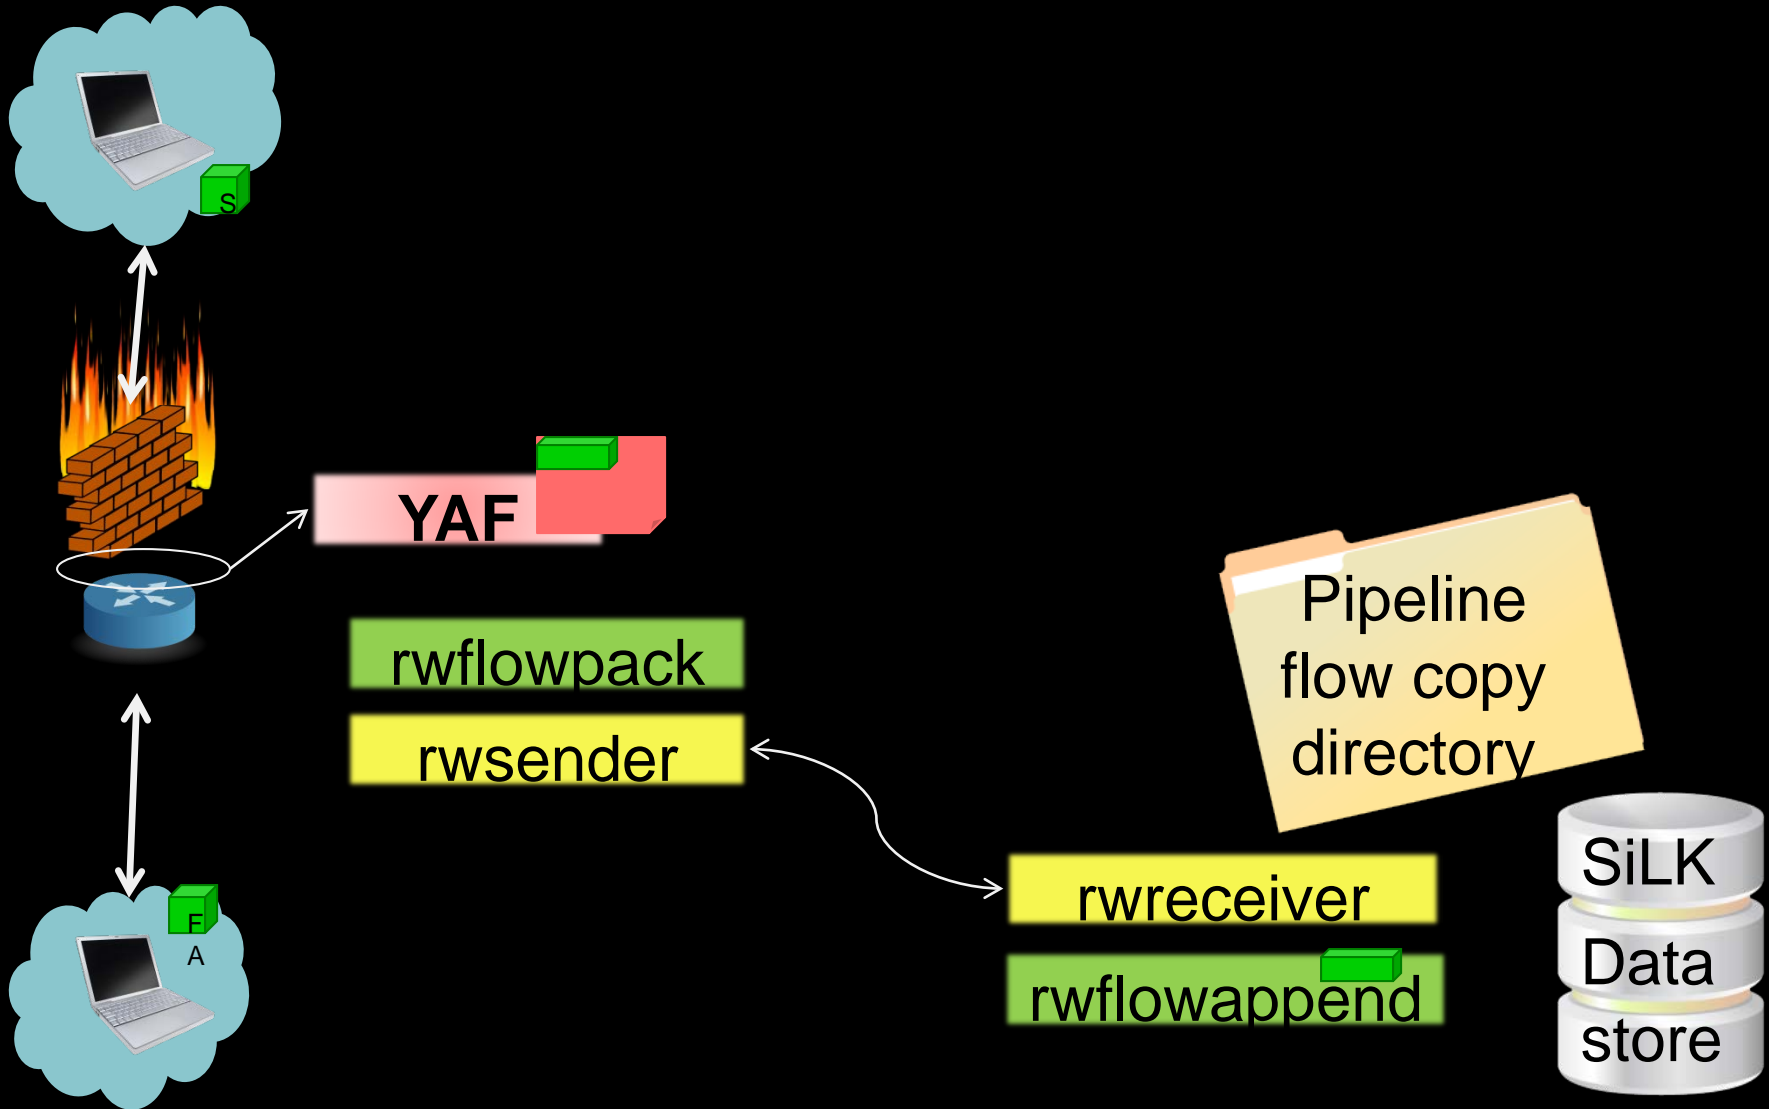 S
YAF
rwflowpack
rwsender
Pipeline
flow copy
directory
SiLK
Data
store
rwreceiver
rwflowappend
F
A